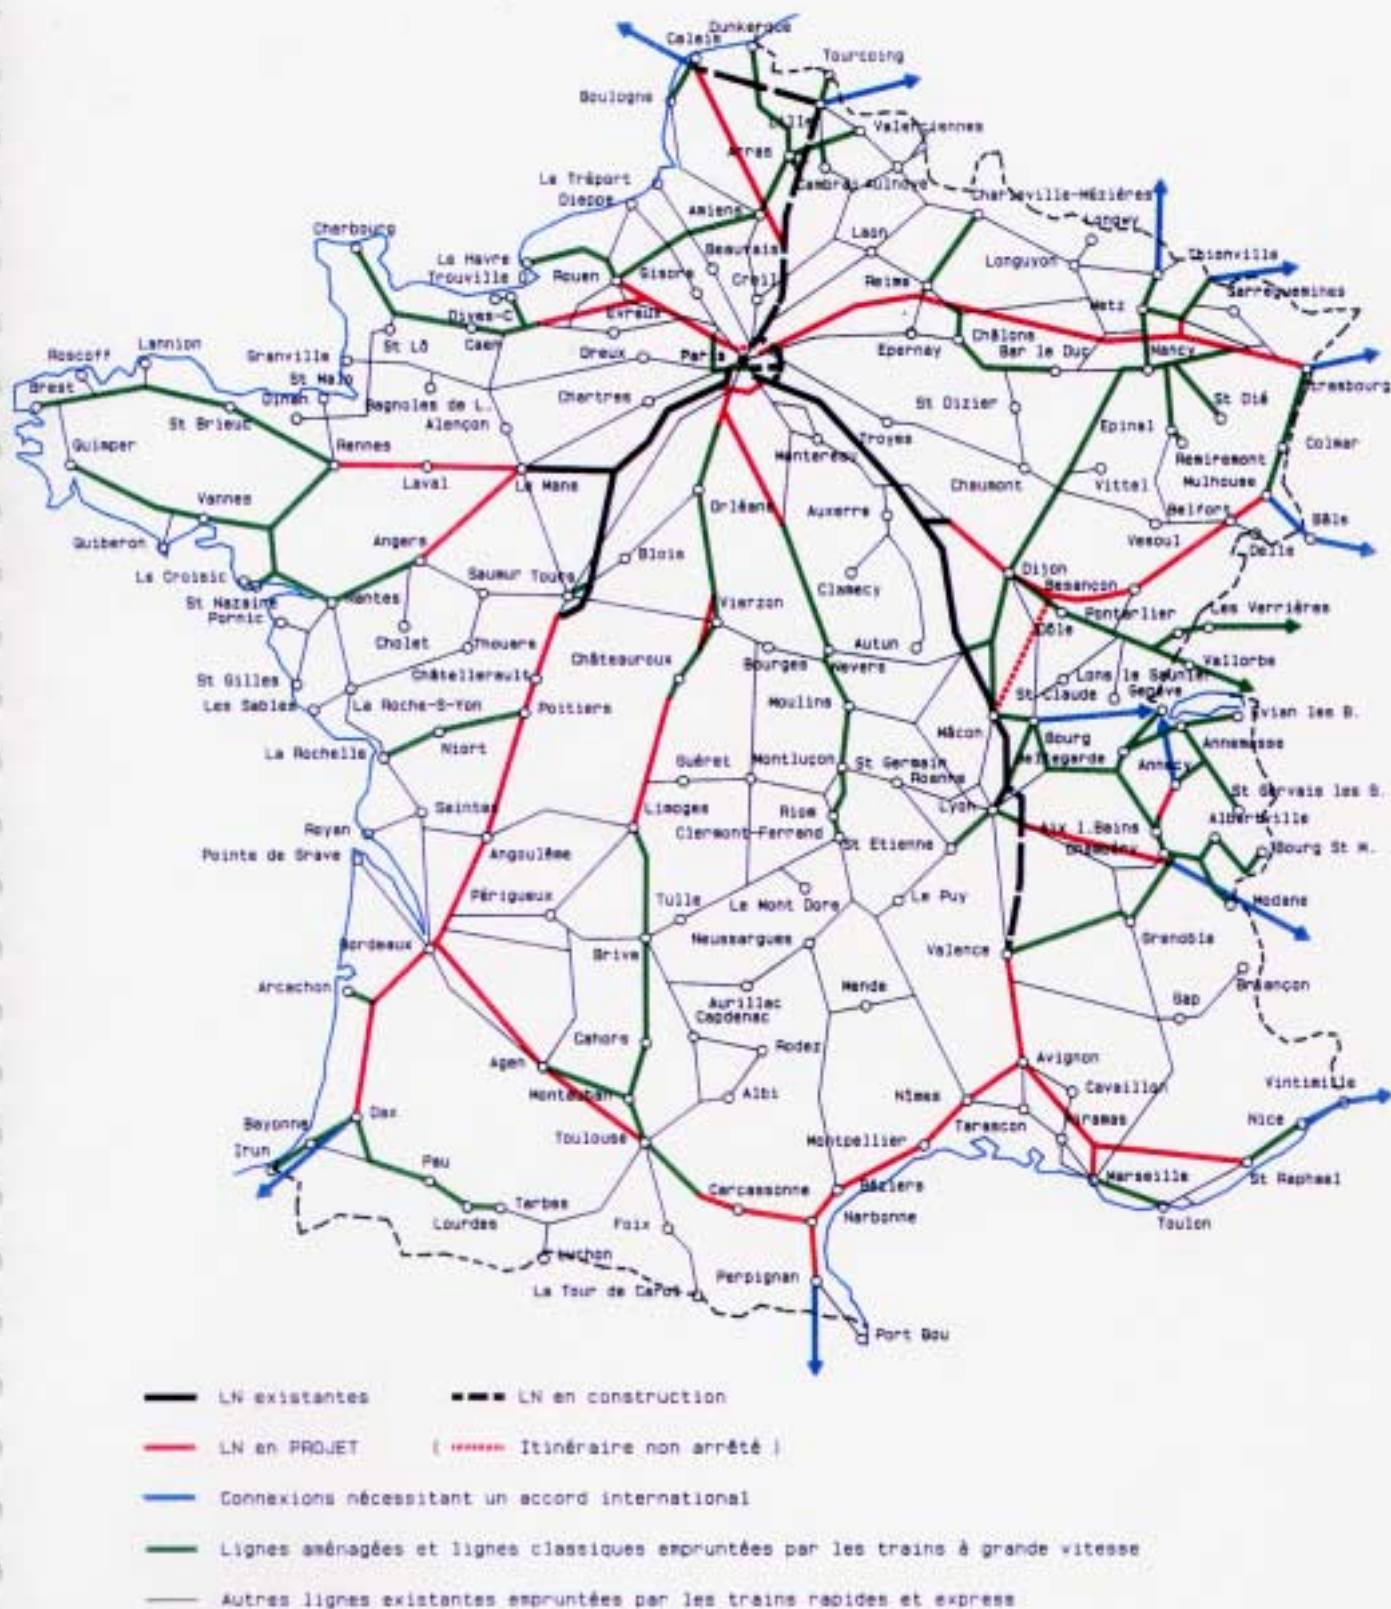 Dunkerque
Calais
Tourcoing
Boulogne
Lille
Valenciennes
Arras
Le Tréport
Cambrai Aulnoye
Dieppe
Charleville-Mézières
Amiens
Longwy
Cherbourg
Laon
Beauvais
Thionville
Le Havre
Longuyon
Trouville D
Rouen
Gisors
Creil
Reims
Sarreguemines
Metz
Dives-C
Evreux
Châlons
Caen
St Lô
Lannion
Roscoff
Granville
Dreux
Paris
Epernay
Bar le Duc
Nancy
St Malo
Strasbourg
Brest
Dinan
Bagnoles de L.
Chartres
St Dizier
St Dié
St Brieuc
Alençon
Epinal
Quimper
Rennes
Troyes
Colmar
Montereau
Remiremont
Laval
Le Mans
Chaumont
Vittel
Mulhouse
Vannes
Orléans
Auxerre
Belfort
Bâle
Quiberon
Angers
Vesoul
Delle
Blois
Le Croisic
Saumur Tours
Clamecy
Dijon
Besançon
St Nazaire
Nantes
Vierzon
Pontarlier
Les Verrières
Pornic
Dôle
Cholet
Thouars
Châteauroux
Bourges
Autun
Nevers
Vallorbe
St Gilles
Châtellerault
Lons le Saunier
Les Sables
La Roche-S-Yon
Poitiers
Moulins
St Claude
Genève
Evian les B.
Mâcon
La Rochelle
Niort
Bourg
Annemasse
Bellegarde
Guéret
Montluçon
St Germain
Annecy
Roanne
St Gervais les B.
Saintes
Limoges
Riom
Lyon
Albertville
Royan
Clermont-Ferrand
Aix l.Bains
Pointe de Grave
Angoulême
St Etienne
Chambéry
Bourg St M.
Périgueux
Tulle
Le Mont Dore
Le Puy
Modane
Bordeaux
Neussargues
Valence
Grenoble
Brive
Arcachon
Aurillac
Mende
Briançon
Capdenac
Gap
Cahors
Rodez
Agen
Avignon
Montauban
Albi
Cavaillon
Vintimille
Dax
Nîmes
Bayonne
Toulouse
Montpellier
Tarascon
Miramas
Nice
Irun
Pau
Marseille
St Raphael
Carcassonne
Béziers
Tarbes
Lourdes
Foix
Narbonne
Toulon
Luchon
La Tour de Carol
Perpignan
Port Bou
LN existantes
LN en construction
LN en PROJET
( Itinéraire non arrêté )
Connexions nécessitant un accord international
Lignes aménagées et lignes classiques empruntées par les trains à grande vitesse
Autres lignes existantes empruntées par les trains rapides et express